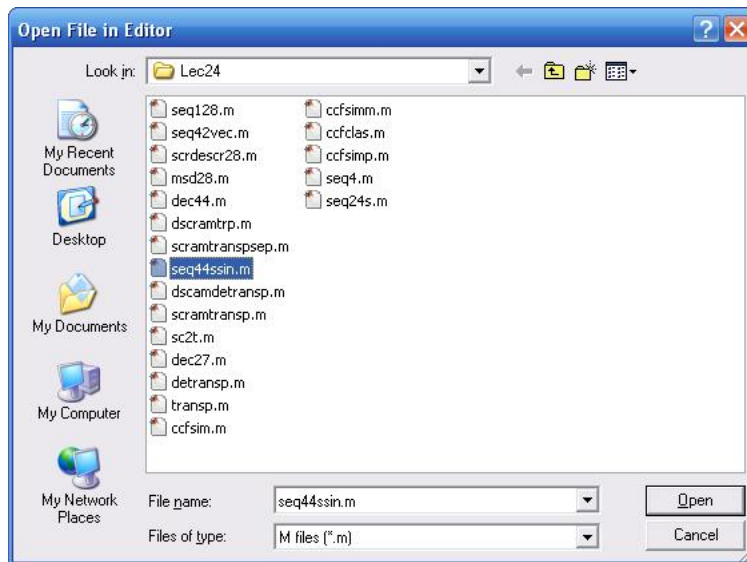 Open File in Editor
Look in: Lec24
My Recent
Documents
Desktop
My Documents
My Computer
My Network
Places
seq128.m
seq42vec.m
scrdescr28.m
msd28.m
dec44.m
dscramtrp.m
scramtranspsep.m
seq44ssin.m
dscamdetransp.m
scramtransp.m
sc2t.m
dec27.m
detransp.m
transp.m
ccfsim.m
ccfsimm.m
ccfclas.m
ccfsimp.m
seq4.m
seq24s.m
File name: seq44ssin.m
Open
Files of type: M files (*.m)
Cancel